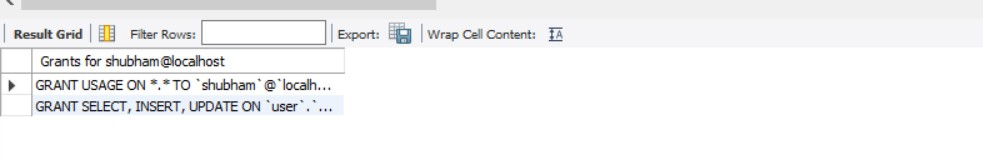 Result Grid Filter Rows: Export: Wrap Cell Content: IA
Grants for shubham@localhost
GRANT USAGE ON *.* TO `shubham`@`localh...
GRANT SELECT, INSERT, UPDATE ON `user`.`...